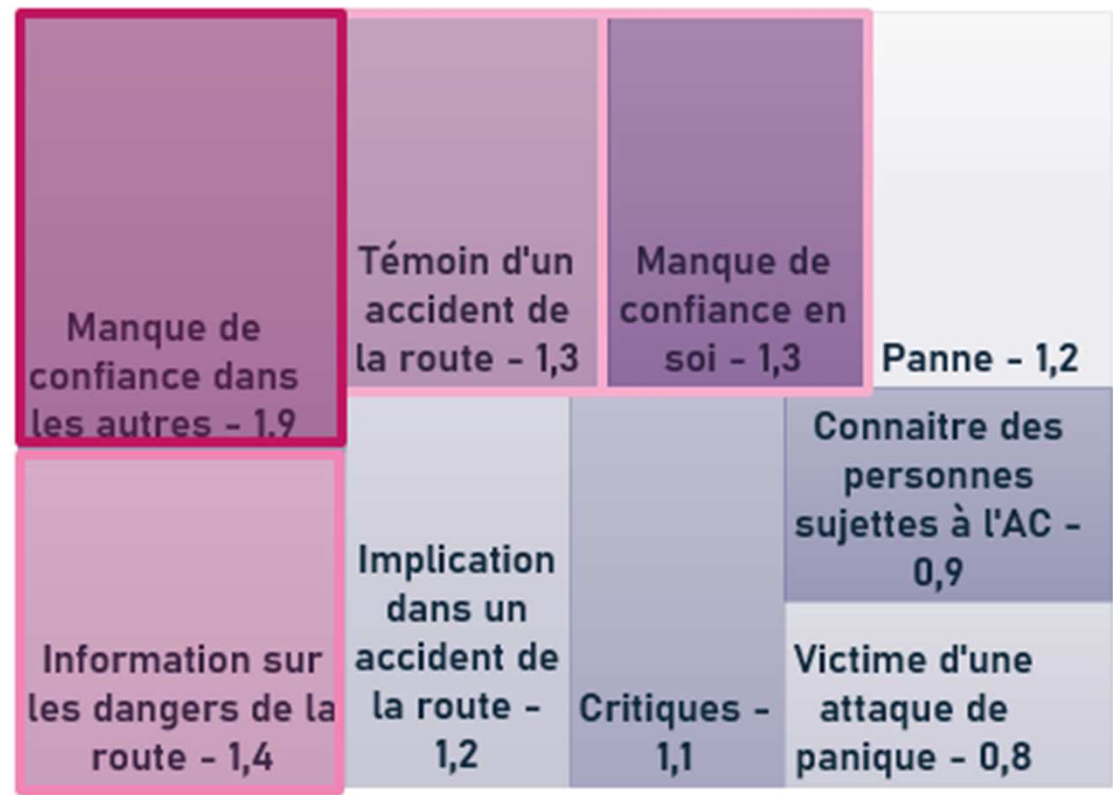 Manque de
confiance dans
les autres - 1,9
Témoin d'un
accident de
la route - 1,3
Manque de
confiance en
soi - 1,3
Panne - 1,2
Information sur
les dangers de la
route - 1,4
Implication
dans un
accident de
la route -
1,2
Critiques -
1,1
Connaitre des
personnes
sujettes à l'AC -
0,9
Victime d'une
attaque de
panique - 0,8